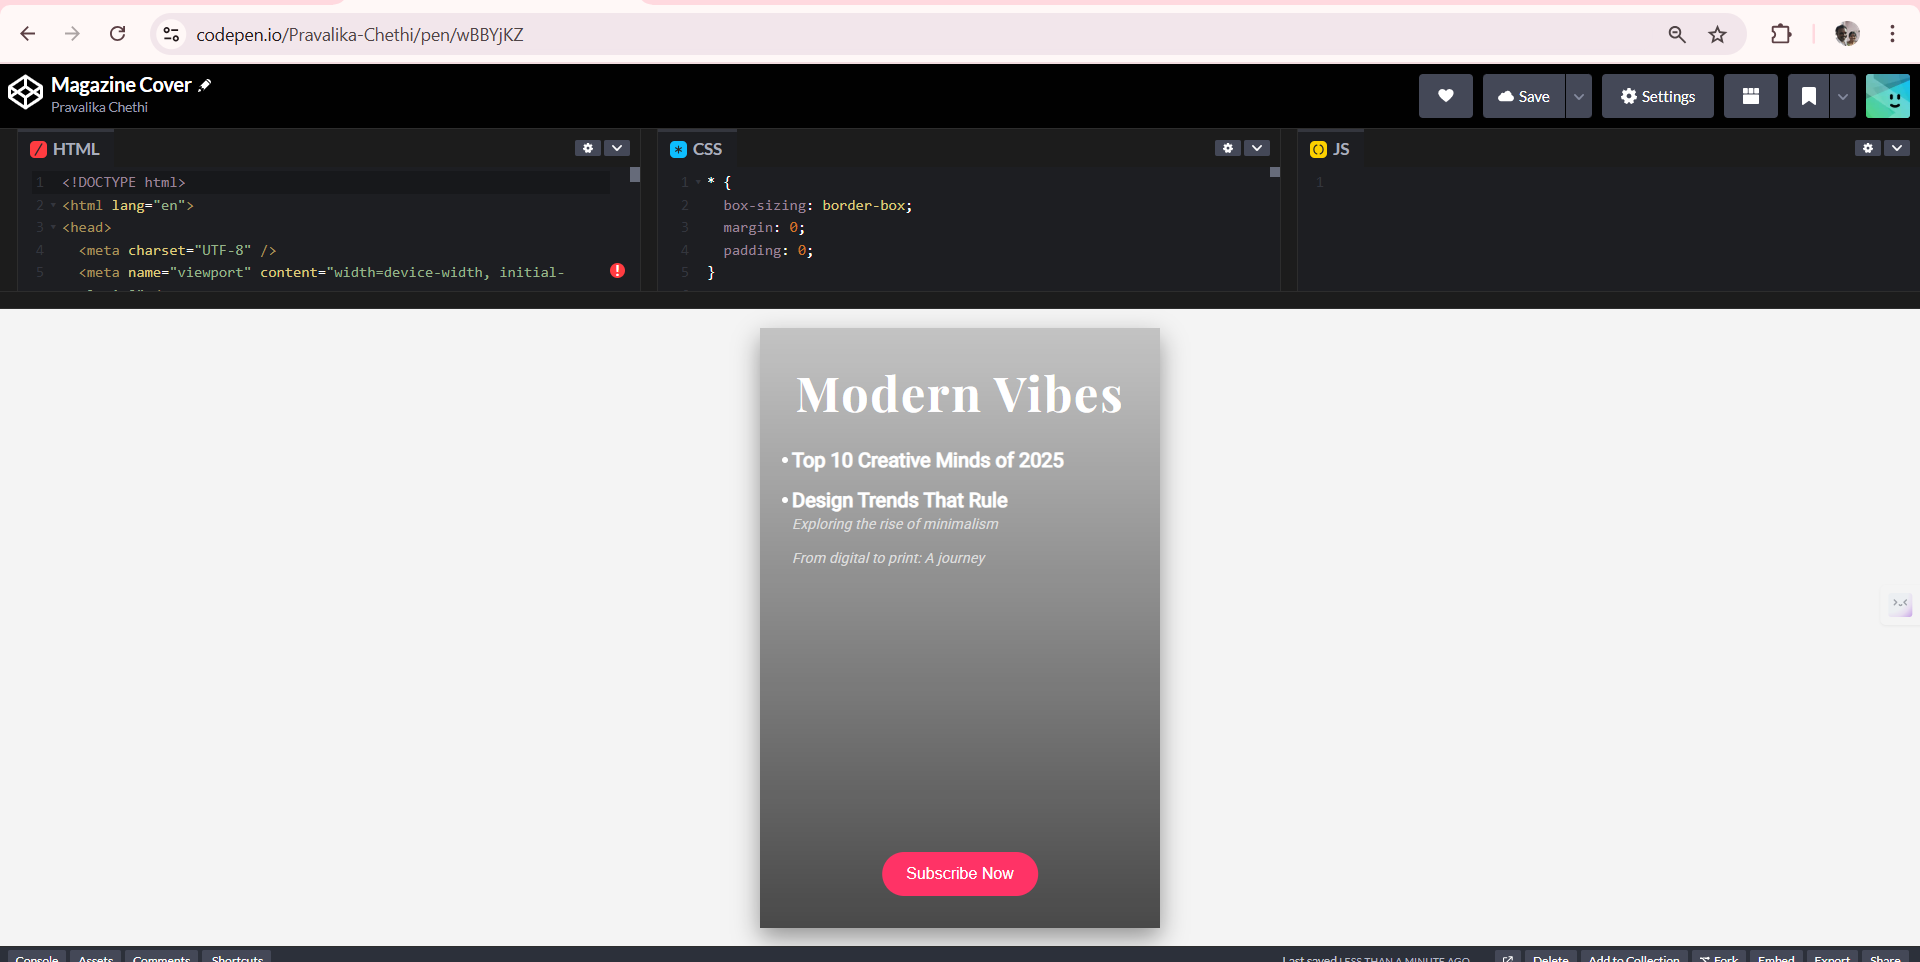 codepen.io/Pravalika-Chethi/pen/wBBYjKZ
Magazine Cover
Pravalika Chethi
Save
Settings
HTML
1 <!DOCTYPE html>
2 <html lang="en">
3 <head>
4 <meta charset="UTF-8" />
5 <meta name="viewport" content="width=device-width, initial-
CSS
1 * {
2 box-sizing: border-box;
3 margin: 0;
4 padding: 0;
5 }
JS
1
Modern Vibes
• Top 10 Creative Minds of 2025
• Design Trends That Rule
Exploring the rise of minimalism
From digital to print: A journey
Subscribe Now
Console Assets Comments Shortcuts
Last saved LESS THAN A MINUTE AGO
Delete Add to Collection Fork Embed Export Share